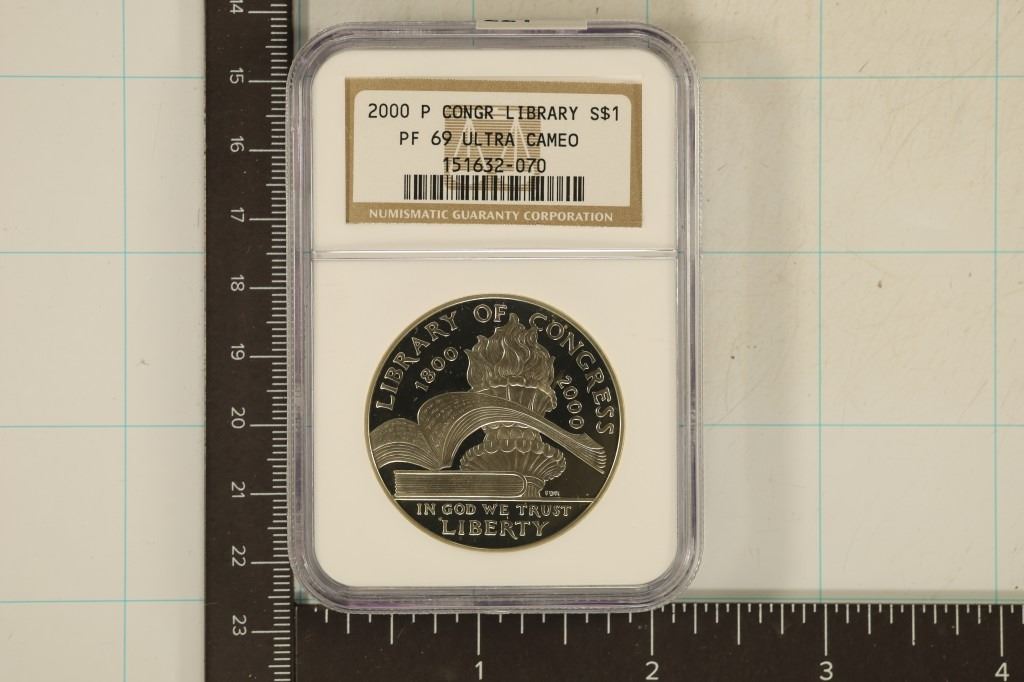 2000 P CONGR LIBRARY S$1
PF 69 ULTRA CAMEO
151632-070
NUMISMATIC GUARANTY CORPORATION
LIBRARY OF CONGRESS
1800 2000
IN GOD WE TRUST
LIBERTY
14
15
16
17
18
19
20
21
22
23
1 2 3 4